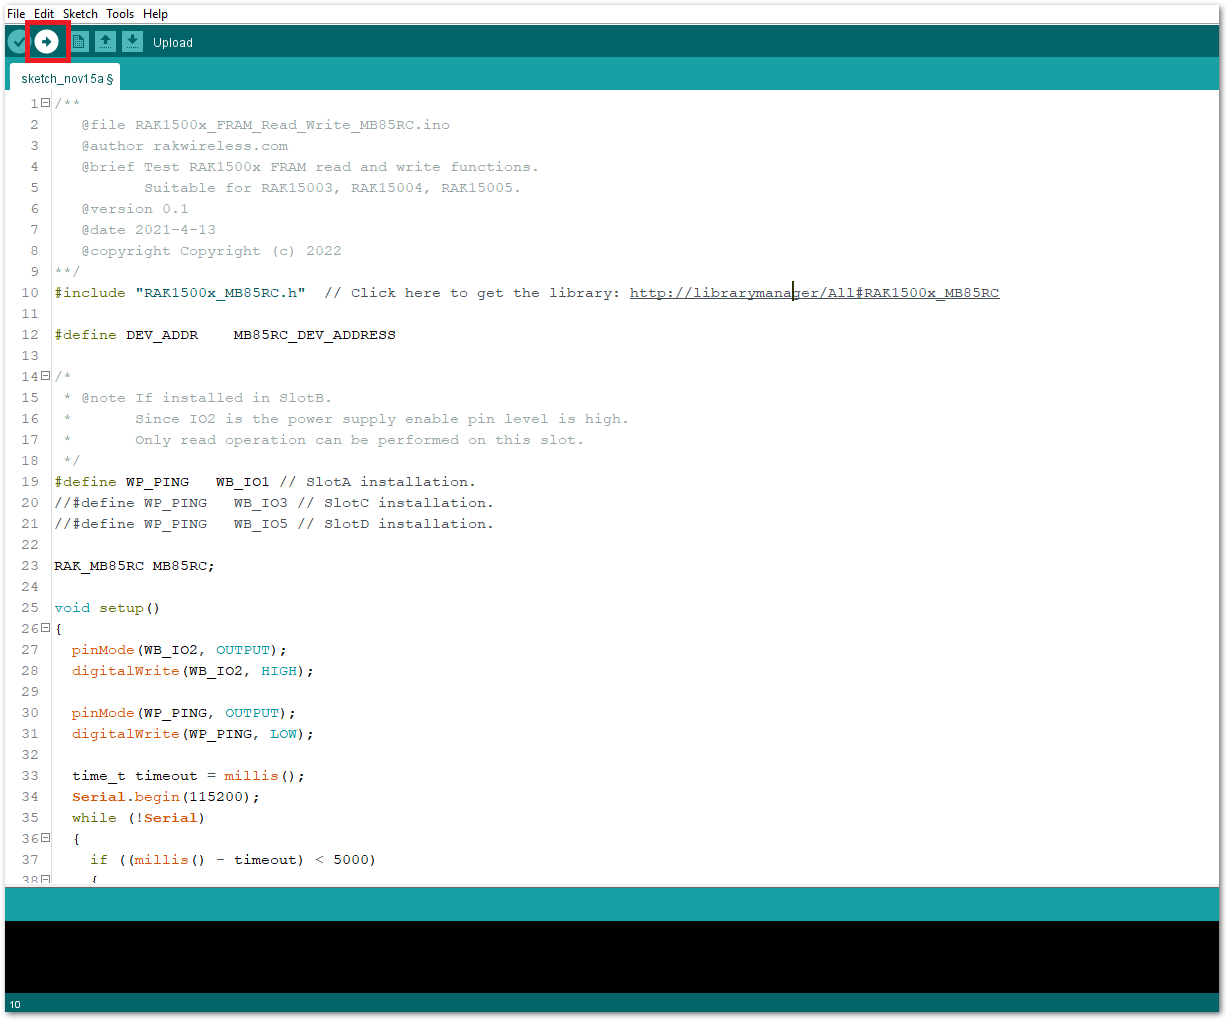 File Edit Sketch Tools Help
Upload
sketch_nov15a §
1 /**
2    @file RAK1500x_FRAM_Read_Write_MB85RC.ino
3    @author rakwireless.com
4    @brief Test RAK1500x FRAM read and write functions.
5           Suitable for RAK15003, RAK15004, RAK15005.
6    @version 0.1
7    @date 2021-4-13
8    @copyright Copyright (c) 2022
9 **/
10 #include "RAK1500x_MB85RC.h"  // Click here to get the library: http://librarymanager/All#RAK1500x_MB85RC
11
12 #define DEV_ADDR    MB85RC_DEV_ADDRESS
13
14 /*
15  * @note If installed in SlotB.
16  *       Since IO2 is the power supply enable pin level is high.
17  *       Only read operation can be performed on this slot.
18  */
19 #define WP_PING   WB_IO1 // SlotA installation.
20 //#define WP_PING   WB_IO3 // SlotC installation.
21 //#define WP_PING   WB_IO5 // SlotD installation.
22
23 RAK_MB85RC MB85RC;
24
25 void setup()
26 {
27   pinMode(WB_IO2, OUTPUT);
28   digitalWrite(WB_IO2, HIGH);
29
30   pinMode(WP_PING, OUTPUT);
31   digitalWrite(WP_PING, LOW);
32
33   time_t timeout = millis();
34   Serial.begin(115200);
35   while (!Serial)
36   {
37     if ((millis() - timeout) < 5000)
38     {
10